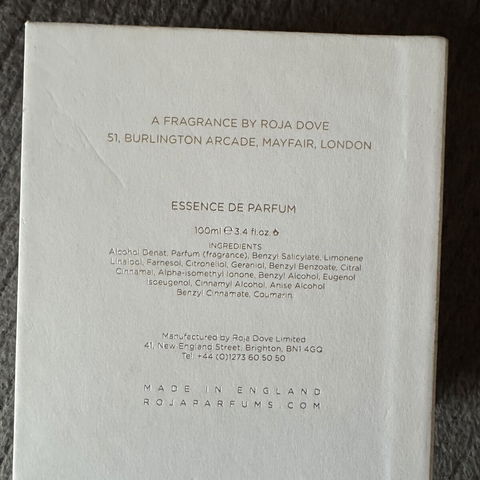 A FRAGRANCE BY ROJA DOVE
51, BURLINGTON ARCADE, MAYFAIR, LONDON
ESSENCE DE PARFUM
100ml ℮ 3.4 fl.oz.
INGREDIENTS
Alcohol Denat, Parfum (fragrance), Benzyl Salicylate, Limonene
Linalool, Farnesol, Citronellol, Geraniol, Benzyl Benzoate, Citral
Cinnamal, Alpha-isomethyl Ionone, Benzyl Alcohol, Eugenol
Isoeugenol, Cinnamyl Alcohol, Anise Alcohol
Benzyl Cinnamate, Coumarin.
Manufactured by Roja Dove Limited
41, New England Street, Brighton, BN1 4GQ
Tel: +44 (0)1273 60 50 50
MADE IN ENGLAND
ROJAPARFUMS.COM